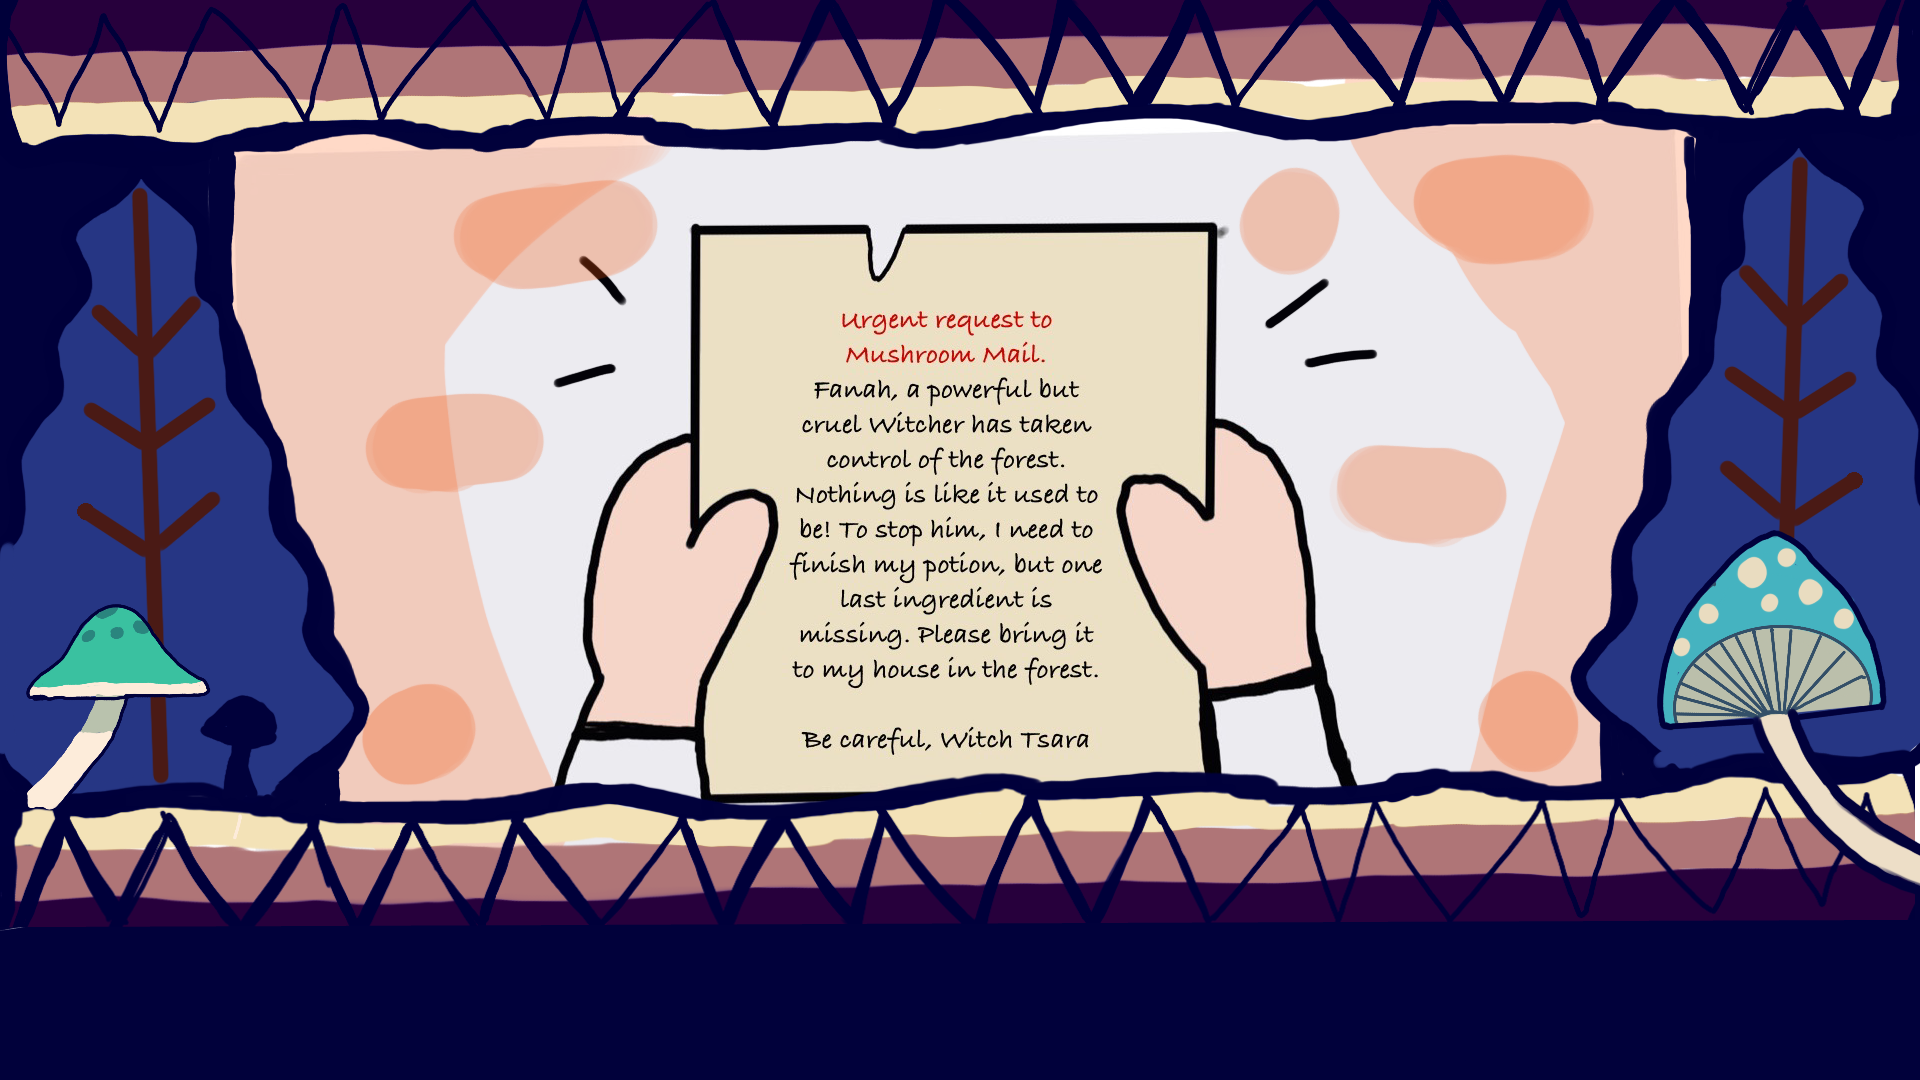 Urgent request to
Mushroom Mail.
Fanah, a powerful but
cruel Witcher has taken
control of the forest.
Nothing is like it used to
be! To stop him, I need to
finish my potion, but one
last ingredient is
missing. Please bring it
to my house in the forest.
Be careful, Witch Tsara